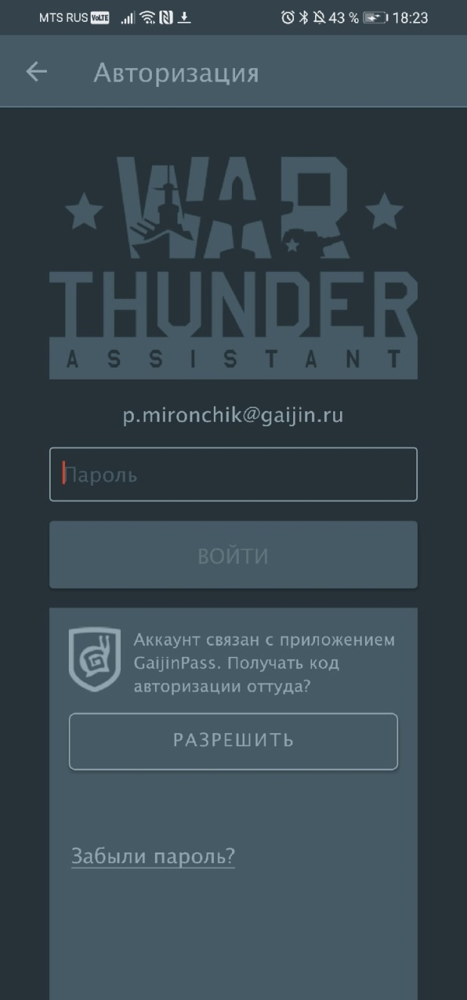 MTS RUS VoLTE 43 % 18:23
Авторизация
WAR
THUNDER
ASSISTANT
p.mironchik@gaijin.ru
Пароль
ВОЙТИ
Аккаунт связан с приложением
GaijinPass. Получать код
авторизации оттуда?
РАЗРЕШИТЬ
Забыли пароль?